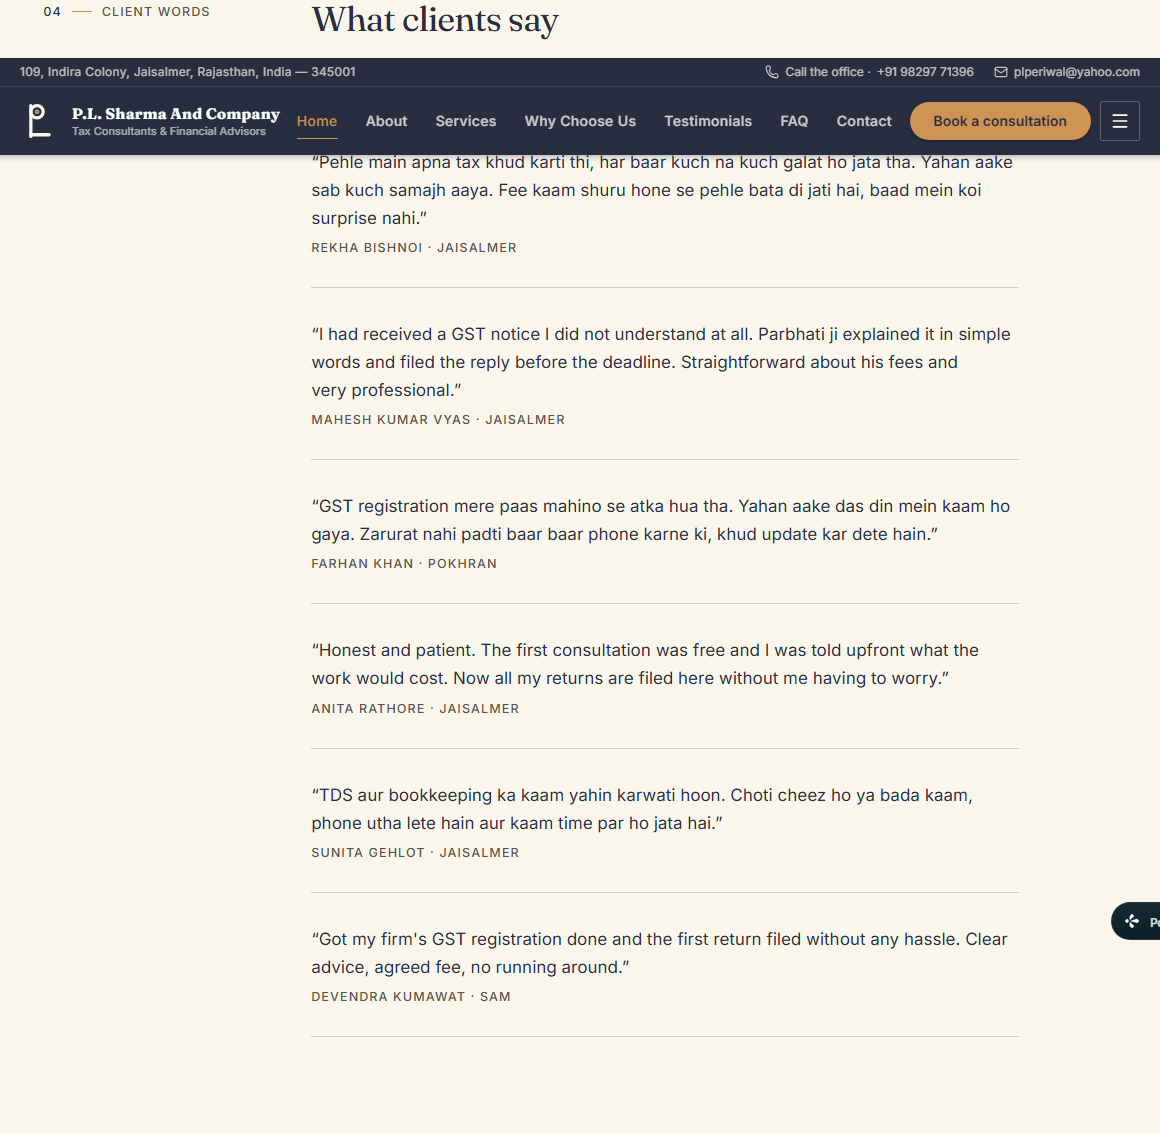 04 — CLIENT WORDS
What clients say
109, Indira Colony, Jaisalmer, Rajasthan, India — 345001
Call the office · +91 98297 71396
plperiwal@yahoo.com
P.L. Sharma And Company
Tax Consultants & Financial Advisors
Home About Services Why Choose Us Testimonials FAQ Contact Book a consultation
“Pehle main apna tax khud karti thi, har baar kuch na kuch galat ho jata tha. Yahan aake
sab kuch samajh aaya. Fee kaam shuru hone se pehle bata di jati hai, baad mein koi
surprise nahi.”
REKHA BISHNOI · JAISALMER
“I had received a GST notice I did not understand at all. Parbhati ji explained it in simple
words and filed the reply before the deadline. Straightforward about his fees and
very professional.”
MAHESH KUMAR VYAS · JAISALMER
“GST registration mere paas mahino se atka hua tha. Yahan aake das din mein kaam ho
gaya. Zarurat nahi padti baar baar phone karne ki, khud update kar dete hain.”
FARHAN KHAN · POKHRAN
“Honest and patient. The first consultation was free and I was told upfront what the
work would cost. Now all my returns are filed here without me having to worry.”
ANITA RATHORE · JAISALMER
“TDS aur bookkeeping ka kaam yahin karwati hoon. Choti cheez ho ya bada kaam,
phone utha lete hain aur kaam time par ho jata hai.”
SUNITA GEHLOT · JAISALMER
“Got my firm's GST registration done and the first return filed without any hassle. Clear
advice, agreed fee, no running around.”
DEVENDRA KUMAWAT · SAM